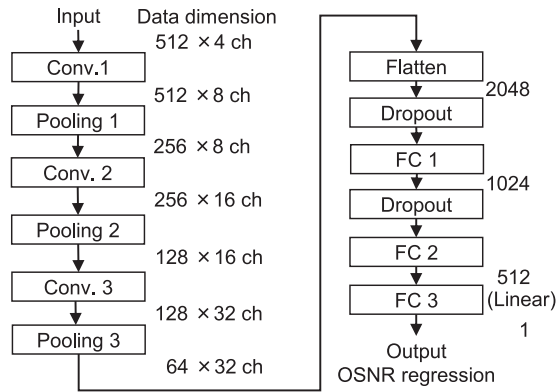 Input
Data dimension
512 × 4 ch
Conv.1
512 × 8 ch
Pooling 1
256 × 8 ch
Conv. 2
256 × 16 ch
Pooling 2
128 × 16 ch
Conv. 3
128 × 32 ch
Pooling 3
64 × 32 ch
Flatten
2048
Dropout
FC 1
1024
Dropout
FC 2
512
(Linear)
FC 3
1
Output
OSNR regression